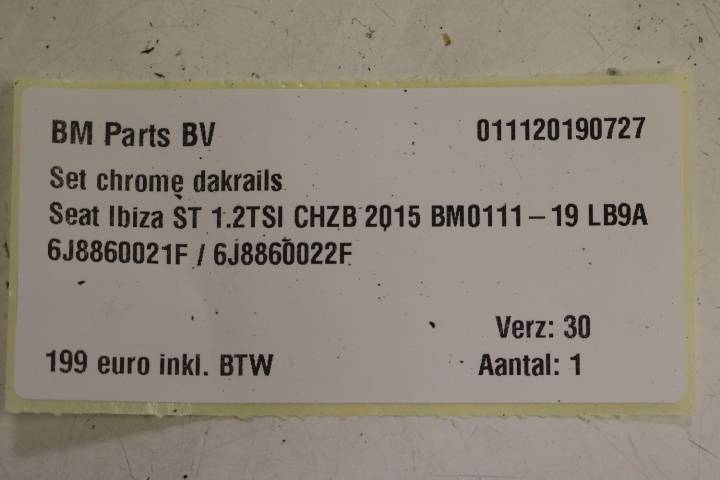 BM Parts BV 011120190727
Set chrome dakrails
Seat Ibiza ST 1.2TSI CHZB 2015 BM0111-19 LB9A
6J8860021F / 6J8860022F
Verz: 30
199 euro inkl. BTW Aantal: 1